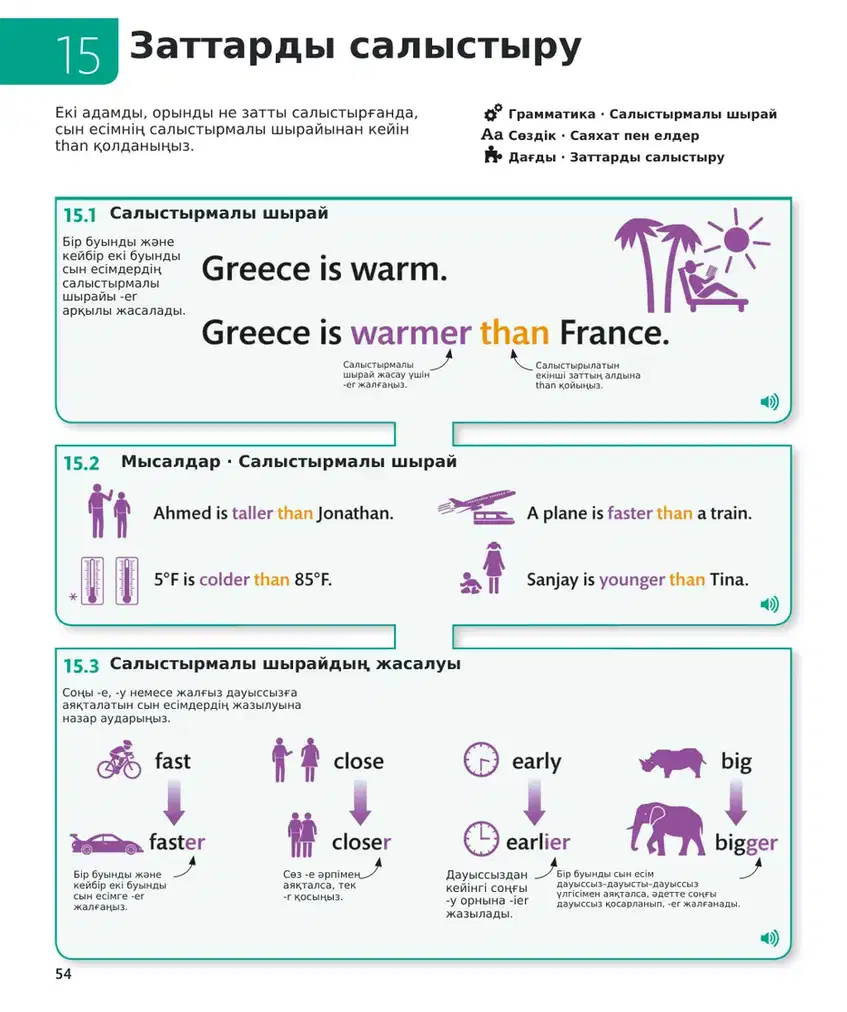 15
Заттарды салыстыру
Екі адамды, орынды не затты салыстырғанда,
сын есімнің салыстырмалы шырайынан кейін
than қолданыңыз.
Грамматика · Салыстырмалы шырай
Aa Сөздік · Саяхат пен елдер
Дағды · Заттарды салыстыру
15.1 Салыстырмалы шырай
Бір буынды және
кейбір екі буынды
сын есімдердің
салыстырмалы
шырайы -er
арқылы жасалады.
Greece is warm.
Greece is warmer than France.
Салыстырмалы
шырай жасау үшін
-er жалғаңыз.
Салыстырылатын
екінші заттың алдына
than қойыңыз.
15.2 Мысалдар · Салыстырмалы шырай
Ahmed is taller than Jonathan.
A plane is faster than a train.
*
5°F is colder than 85°F.
Sanjay is younger than Tina.
15.3 Салыстырмалы шырайдың жасалуы
Соңы -e, -y немесе жалғыз дауыссызға
аяқталатын сын есімдердің жазылуына
назар аударыңыз.
fast
close
early
big
faster
closer
earlier
bigger
Бір буынды және
кейбір екі буынды
сын есімге -er
жалғаңыз.
Сөз -e әрпімен
аяқталса, тек
-r қосыңыз.
Дауыссыздан
кейінгі соңғы
-y орнына -ier
жазылады.
Бір буынды сын есім
дауыссыз–дауысты–дауыссыз
үлгісімен аяқталса, әдетте соңғы
дауыссыз қосарланып, -er жалғанады.
54